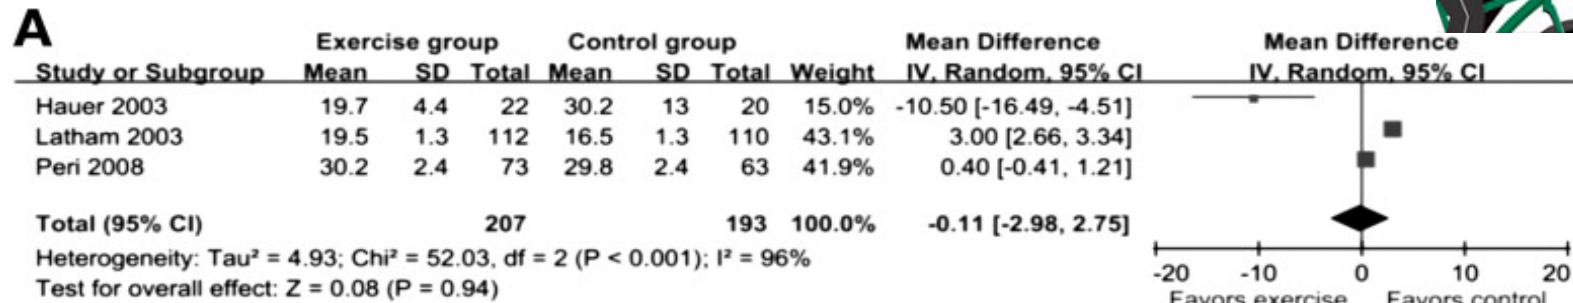 A
Exercise group Control group Mean Difference Mean Difference
Study or Subgroup Mean SD Total Mean SD Total Weight IV, Random, 95% CI IV, Random, 95% CI
Hauer 2003 19.7 4.4 22 30.2 13 20 15.0% -10.50 [-16.49, -4.51]
Latham 2003 19.5 1.3 112 16.5 1.3 110 43.1% 3.00 [2.66, 3.34]
Peri 2008 30.2 2.4 73 29.8 2.4 63 41.9% 0.40 [-0.41, 1.21]
Total (95% CI) 207 193 100.0% -0.11 [-2.98, 2.75]
Heterogeneity: Tau² = 4.93; Chi² = 52.03, df = 2 (P < 0.001); I² = 96%
Test for overall effect: Z = 0.08 (P = 0.94)
-20 -10 0 10 20
Favors exercise Favors control